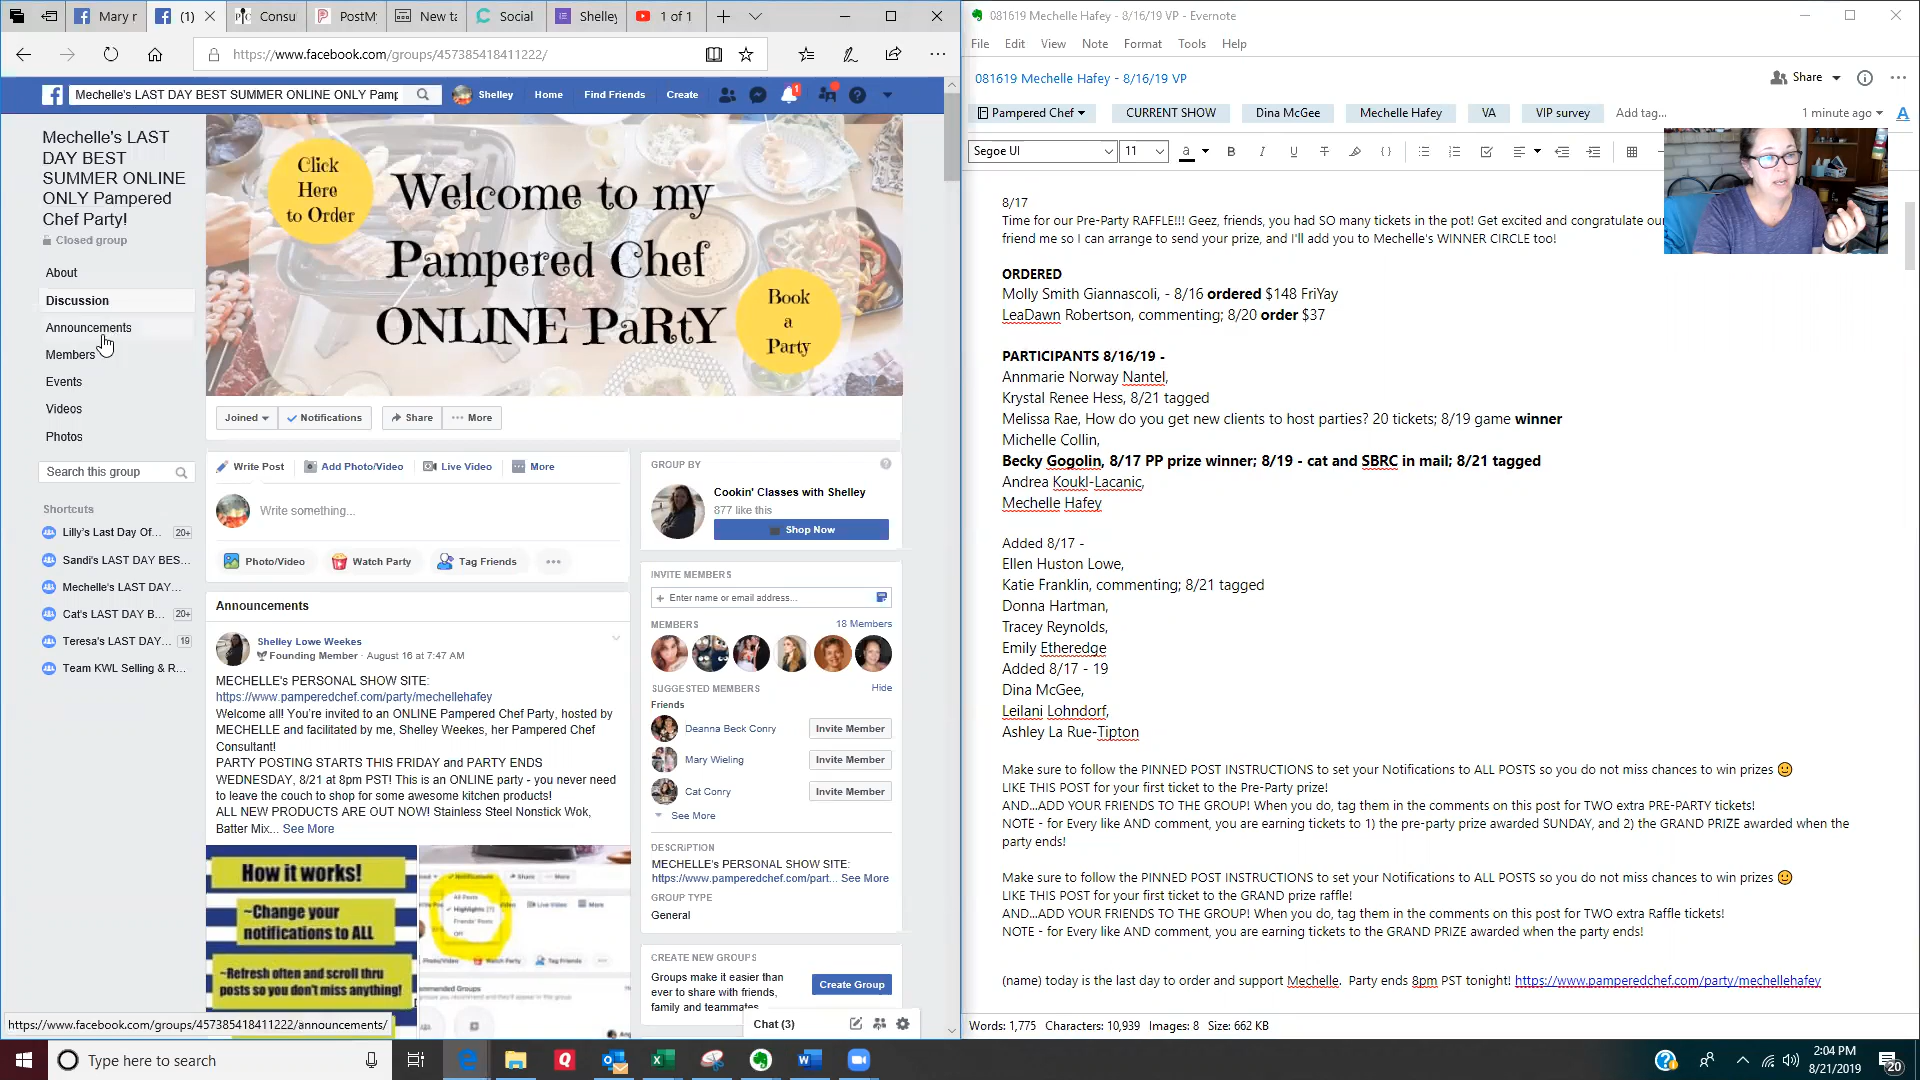 Mary r
(1)
Consu
PostMy
New ta
Social
Shelley
1 of 1
https://www.facebook.com/groups/457385418411222/
Mechelle's LAST DAY BEST SUMMER ONLINE ONLY Pamp
Shelley
Home
Find Friends
Create
1
Mechelle's LAST
DAY BEST
SUMMER ONLINE
ONLY Pampered
Chef Party!
Closed group
About
Discussion
Announcements
Members
Events
Videos
Photos
Search this group
Shortcuts
Lilly's Last Day Of... 20+
Sandi's LAST DAY BES...
Mechelle's LAST DAY...
Cat's LAST DAY B... 20+
Teresa's LAST DAY... 19
Team KWL Selling & R...
Click
Here
to Order
Welcome to my
Pampered Chef
ONLINE PaRtY
Book
a
Party
Joined
Notifications
Share
More
Write Post
Add Photo/Video
Live Video
More
Write something...
Photo/Video
Watch Party
Tag Friends
Announcements
Shelley Lowe Weekes
Founding Member · August 16 at 7:47 AM
MECHELLE'S PERSONAL SHOW SITE:
https://www.pamperedchef.com/party/mechellehafey
Welcome all! You're invited to an ONLINE Pampered Chef Party, hosted by
MECHELLE and facilitated by me, Shelley Weekes, her Pampered Chef
Consultant!
PARTY POSTING STARTS THIS FRIDAY and PARTY ENDS
WEDNESDAY, 8/21 at 8pm PST! This is an ONLINE party - you never need
to leave the couch to shop for some awesome kitchen products!
ALL NEW PRODUCTS ARE OUT NOW! Stainless Steel Nonstick Wok,
Batter Mix... See More
How it works!
~Change your
notifications to ALL
~Refresh often and scroll thru
posts so you don't miss anything!
GROUP BY
Cookin' Classes with Shelley
877 like this
Shop Now
INVITE MEMBERS
Enter name or email address...
MEMBERS
18 Members
SUGGESTED MEMBERS
Hide
Friends
Deanna Beck Conry
Invite Member
Mary Wieling
Invite Member
Cat Conry
Invite Member
See More
DESCRIPTION
MECHELLE's PERSONAL SHOW SITE:
https://www.pamperedchef.com/part... See More
GROUP TYPE
General
CREATE NEW GROUPS
Groups make it easier than
ever to share with friends,
family and teammates.
Create Group
Chat (3)
https://www.facebook.com/groups/457385418411222/announcements/
081619 Mechelle Hafey - 8/16/19 VP - Evernote
File Edit View Note Format Tools Help
081619 Mechelle Hafey - 8/16/19 VP
Share
Pampered Chef
CURRENT SHOW
Dina McGee
Mechelle Hafey
VA
VIP survey
Add tag...
1 minute ago
Segoe UI
11
8/17
Time for our Pre-Party RAFFLE!!! Geez, friends, you had SO many tickets in the pot! Get excited and congratulate our
friend me so I can arrange to send your prize, and I'll add you to Mechelle's WINNER CIRCLE too!
ORDERED
Molly Smith Giannascoli, - 8/16 ordered $148 FriYay
LeaDawn Robertson, commenting; 8/20 order $37
PARTICIPANTS 8/16/19 -
Annmarie Norway Nantel,
Krystal Renee Hess, 8/21 tagged
Melissa Rae, How do you get new clients to host parties? 20 tickets; 8/19 game winner
Michelle Collin,
Becky Gogolin, 8/17 PP prize winner; 8/19 - cat and SBRC in mail; 8/21 tagged
Andrea Koukl-Lacanic,
Mechelle Hafey
Added 8/17 -
Ellen Huston Lowe,
Katie Franklin, commenting; 8/21 tagged
Donna Hartman,
Tracey Reynolds,
Emily Etheredge
Added 8/17 - 19
Dina McGee,
Leilani Lohndorf,
Ashley La Rue-Tipton
Make sure to follow the PINNED POST INSTRUCTIONS to set your Notifications to ALL POSTS so you do not miss chances to win prizes 🙂
LIKE THIS POST for your first ticket to the Pre-Party prize!
AND...ADD YOUR FRIENDS TO THE GROUP! When you do, tag them in the comments on this post for TWO extra PRE-PARTY tickets!
NOTE - for Every like AND comment, you are earning tickets to 1) the pre-party prize awarded SUNDAY, and 2) the GRAND PRIZE awarded when the
party ends!
Make sure to follow the PINNED POST INSTRUCTIONS to set your Notifications to ALL POSTS so you do not miss chances to win prizes 🙂
LIKE THIS POST for your first ticket to the GRAND prize raffle!
AND...ADD YOUR FRIENDS TO THE GROUP! When you do, tag them in the comments on this post for TWO extra Raffle tickets!
NOTE - for Every like AND comment, you are earning tickets to the GRAND PRIZE awarded when the party ends!
(name) today is the last day to order and support Mechelle. Party ends 8pm PST tonight! https://www.pamperedchef.com/party/mechellehafey
Words: 1,775 Characters: 10,939 Images: 8 Size: 662 KB
Type here to search
2:04 PM
8/21/2019
20